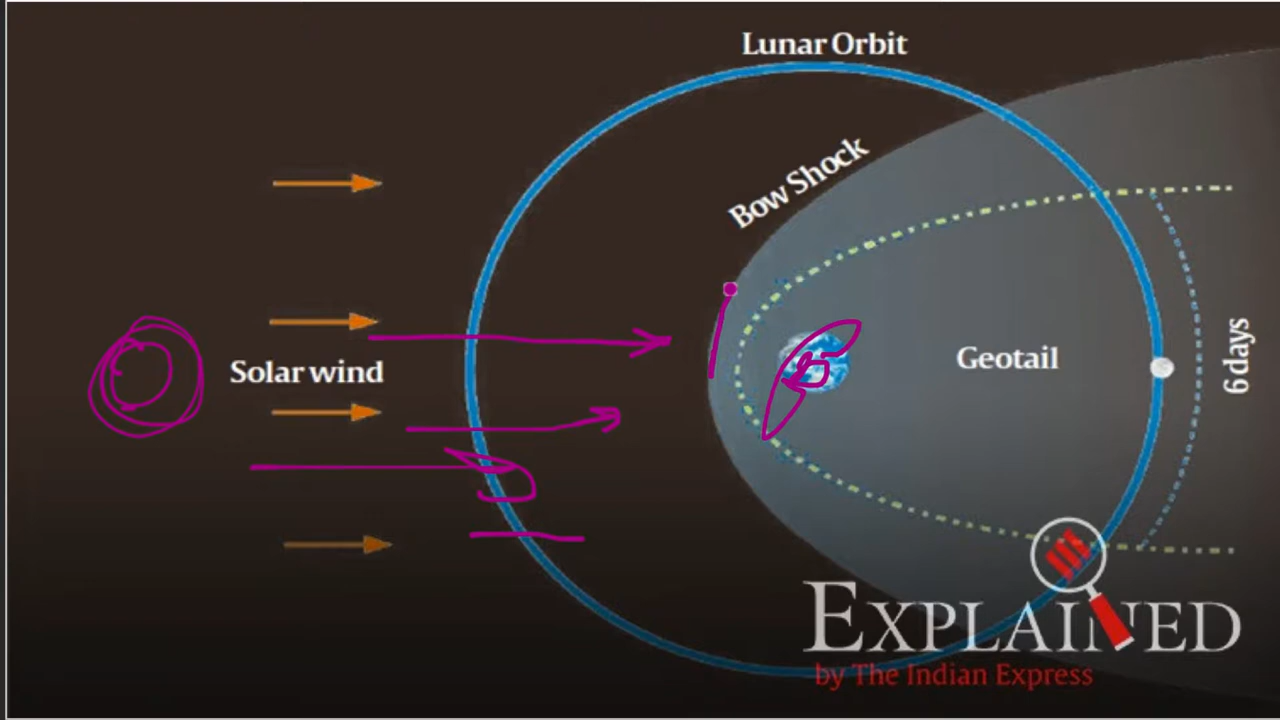 Lunar Orbit
Bow Shock
Solar wind
Geotail
6 days
EXPLAINED
by The Indian Express